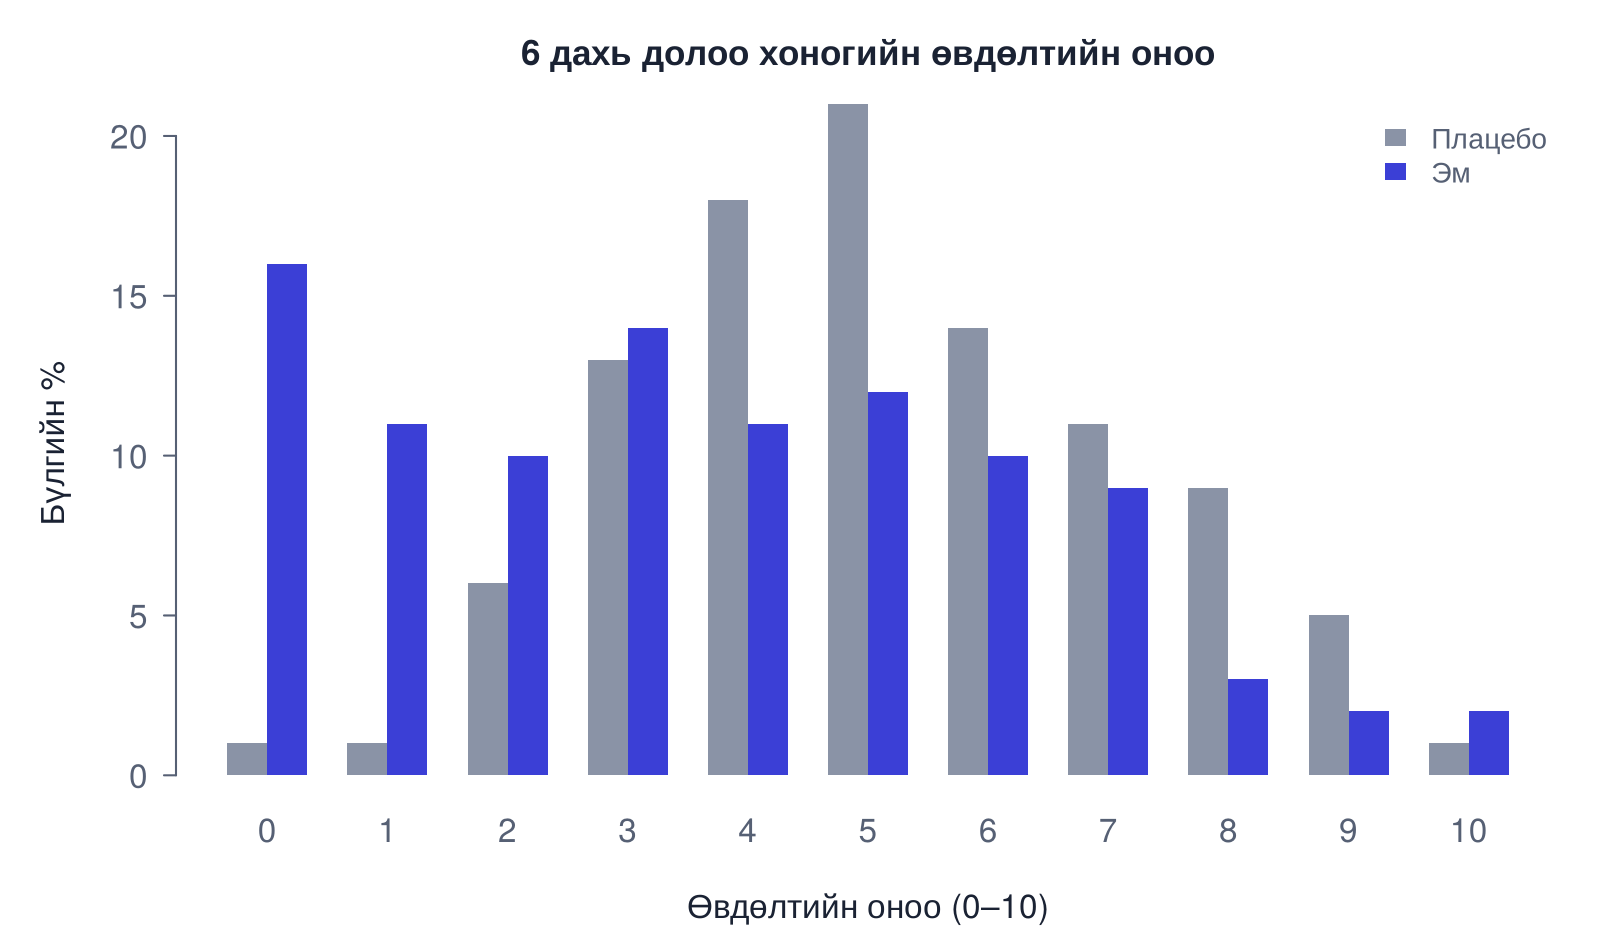 6 дахь долоо хоногийн өвдөлтийн оноо
Плацебо
Эм
Бүлгийн %
20
15
10
5
0
0 1 2 3 4 5 6 7 8 9 10
Өвдөлтийн оноо (0–10)